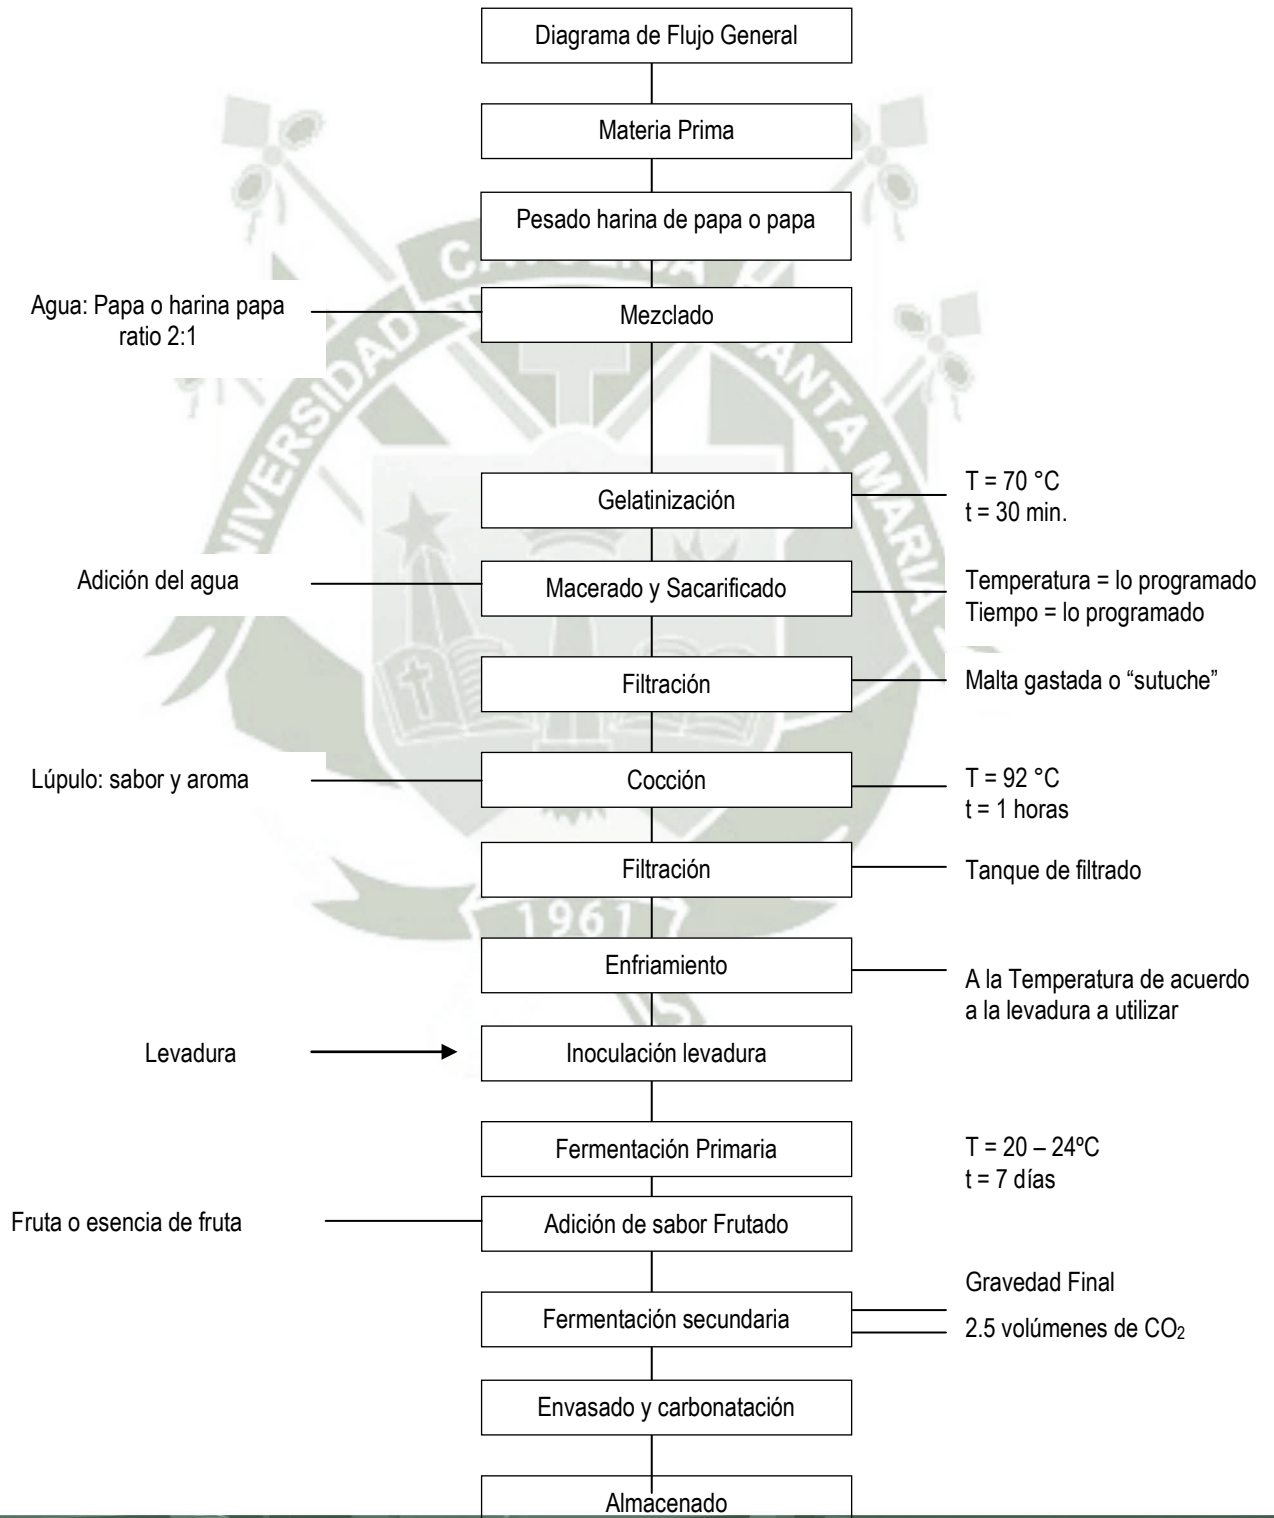 Diagrama de Flujo General
Materia Prima
Pesado harina de papa o papa
Agua: Papa o harina papa
ratio 2:1
Mezclado
Gelatinización
T = 70 °C
t = 30 min.
Adición del agua
Macerado y Sacarificado
Temperatura = lo programado
Tiempo = lo programado
Filtración
Malta gastada o “sutuche”
Lúpulo: sabor y aroma
Cocción
T = 92 °C
t = 1 horas
Filtración
Tanque de filtrado
Enfriamiento
A la Temperatura de acuerdo
a la levadura a utilizar
Levadura
Inoculación levadura
Fermentación Primaria
T = 20 – 24ºC
t = 7 días
Fruta o esencia de fruta
Adición de sabor Frutado
Fermentación secundaria
Gravedad Final
2.5 volúmenes de CO₂
Envasado y carbonatación
Almacenado
1961